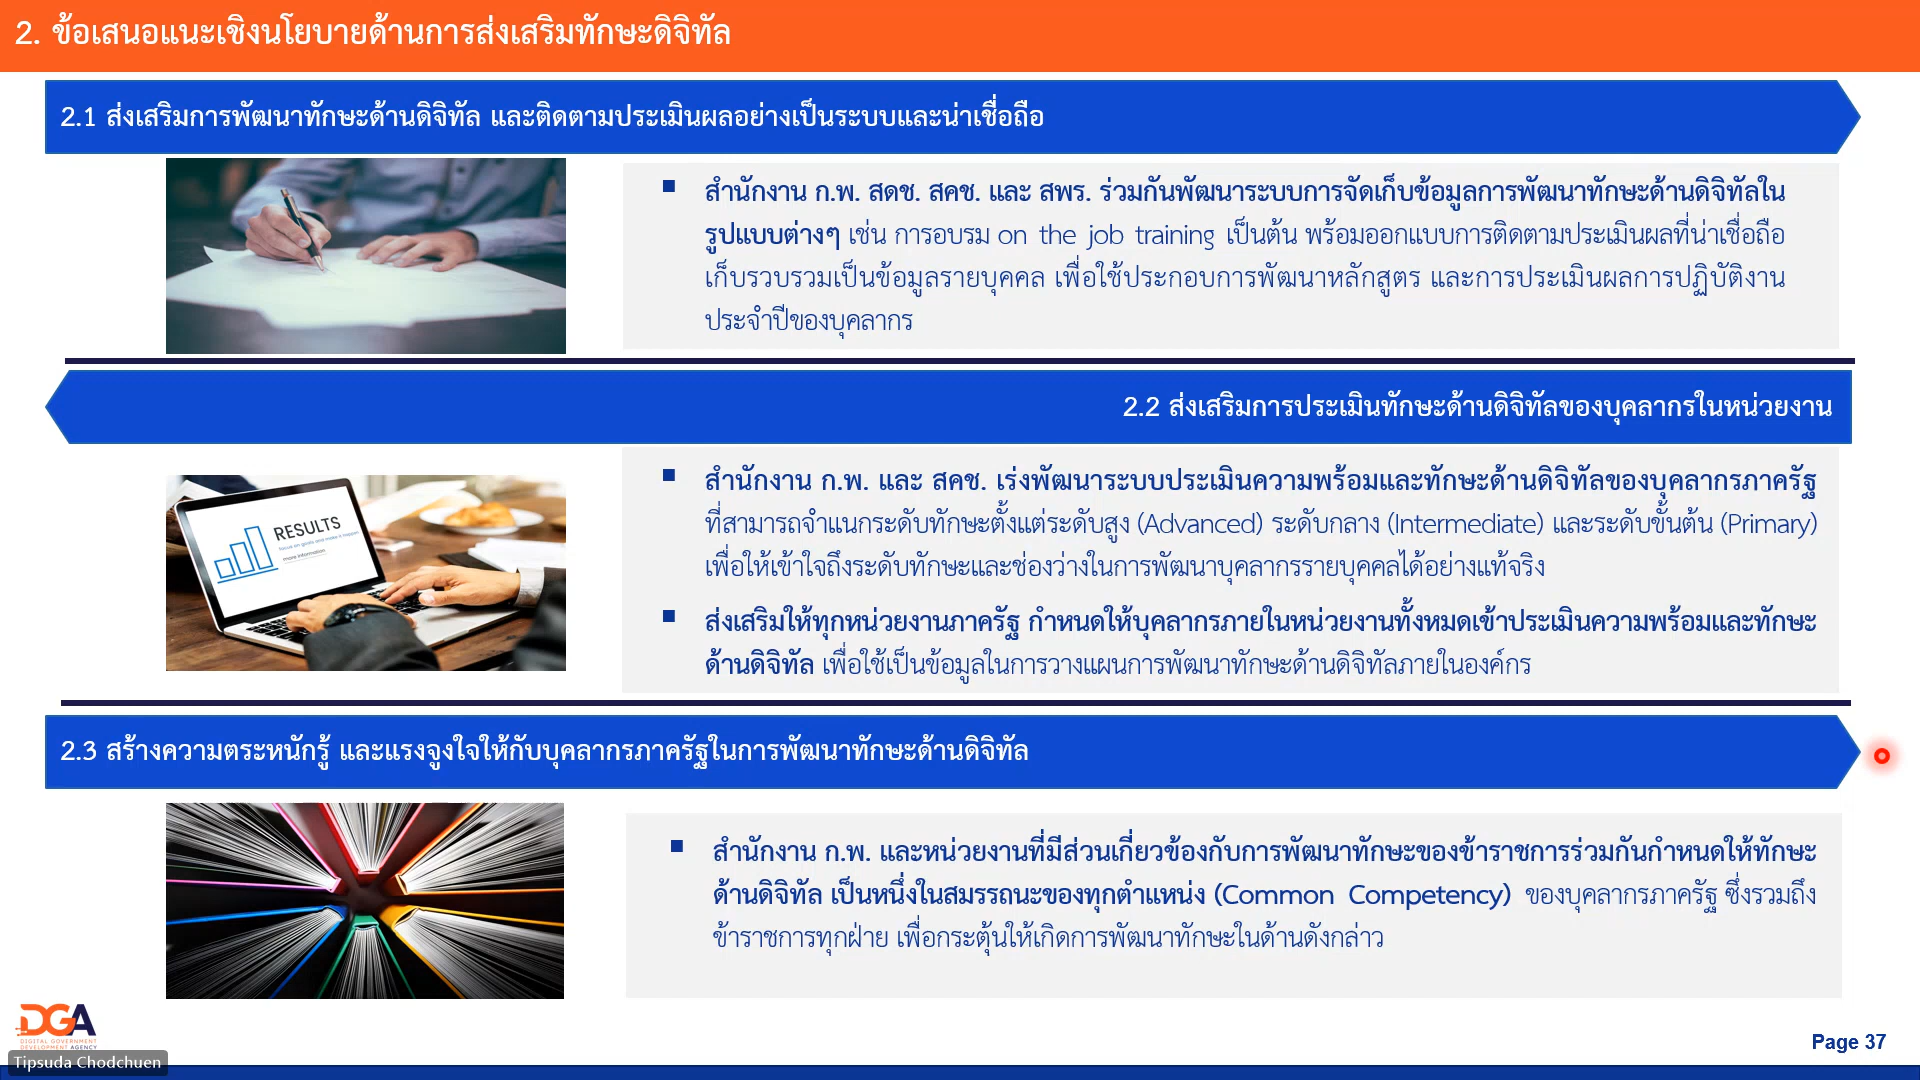 2. ข้อเสนอแนะเชิงนโยบายด้านการส่งเสริมทักษะดิจิทัล
2.1 ส่งเสริมการพัฒนาทักษะด้านดิจิทัล และติดตามประเมินผลอย่างเป็นระบบและน่าเชื่อถือ
สำนักงาน ก.พ. สดช. สคช. และ สพร. ร่วมกันพัฒนาระบบการจัดเก็บข้อมูลการพัฒนาทักษะด้านดิจิทัลใน
รูปแบบต่างๆ เช่น การอบรม on the job training เป็นต้น พร้อมออกแบบการติดตามประเมินผลที่น่าเชื่อถือ
เก็บรวบรวมเป็นข้อมูลรายบุคคล เพื่อใช้ประกอบการพัฒนาหลักสูตร และการประเมินผลการปฏิบัติงาน
ประจำปีของบุคลากร
2.2 ส่งเสริมการประเมินทักษะด้านดิจิทัลของบุคลากรในหน่วยงาน
RESULTS
focus on goals and make it happen
more information
สำนักงาน ก.พ. และ สคช. เร่งพัฒนาระบบประเมินความพร้อมและทักษะด้านดิจิทัลของบุคลากรภาครัฐ
ที่สามารถจำแนกระดับทักษะตั้งแต่ระดับสูง (Advanced) ระดับกลาง (Intermediate) และระดับขั้นต้น (Primary)
เพื่อให้เข้าใจถึงระดับทักษะและช่องว่างในการพัฒนาบุคลากรรายบุคคลได้อย่างแท้จริง
ส่งเสริมให้ทุกหน่วยงานภาครัฐ กำหนดให้บุคลากรภายในหน่วยงานทั้งหมดเข้าประเมินความพร้อมและทักษะ
ด้านดิจิทัล เพื่อใช้เป็นข้อมูลในการวางแผนการพัฒนาทักษะด้านดิจิทัลภายในองค์กร
2.3 สร้างความตระหนักรู้ และแรงจูงใจให้กับบุคลากรภาครัฐในการพัฒนาทักษะด้านดิจิทัล
สำนักงาน ก.พ. และหน่วยงานที่มีส่วนเกี่ยวข้องกับการพัฒนาทักษะของข้าราชการร่วมกันกำหนดให้ทักษะ
ด้านดิจิทัล เป็นหนึ่งในสมรรถนะของทุกตำแหน่ง (Common Competency) ของบุคลากรภาครัฐ ซึ่งรวมถึง
ข้าราชการทุกฝ่าย เพื่อกระตุ้นให้เกิดการพัฒนาทักษะในด้านดังกล่าว
DGA
DIGITAL GOVERNMENT
DEVELOPMENT AGENCY
Tipsuda Chodchuen
Page 37